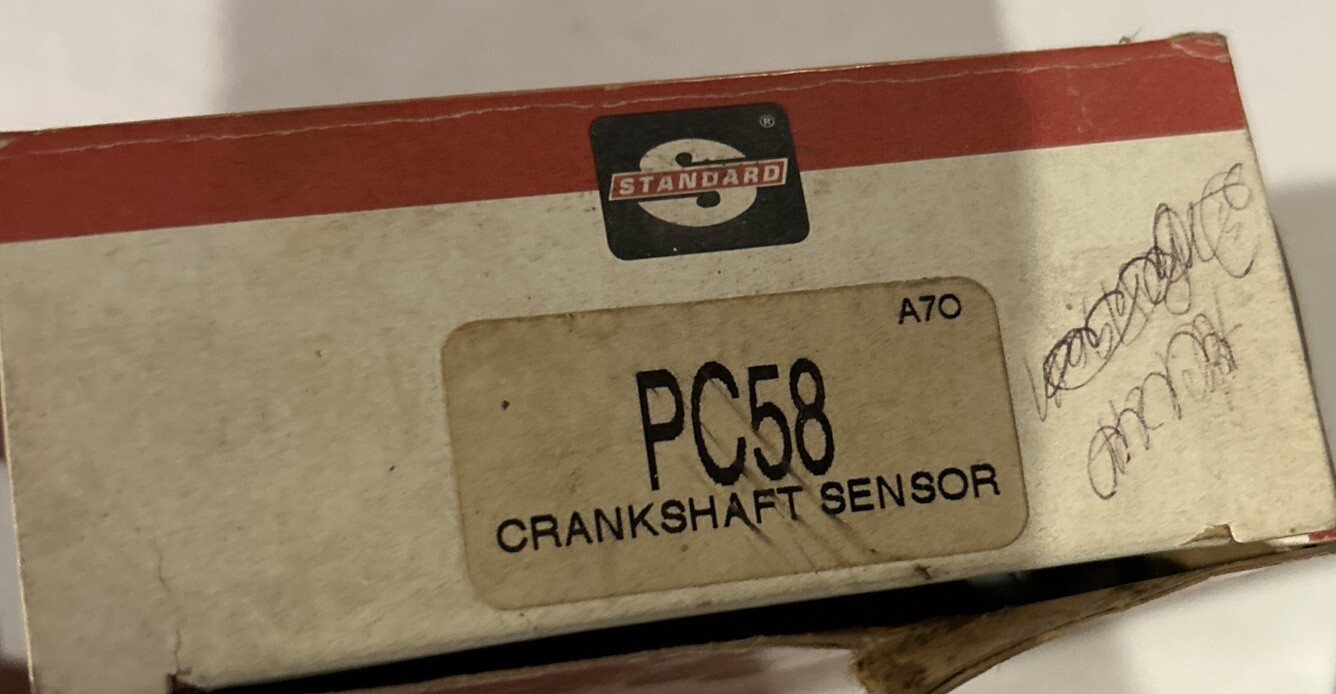 ®
STANDARD
A70
PC58
CRANKSHAFT SENSOR